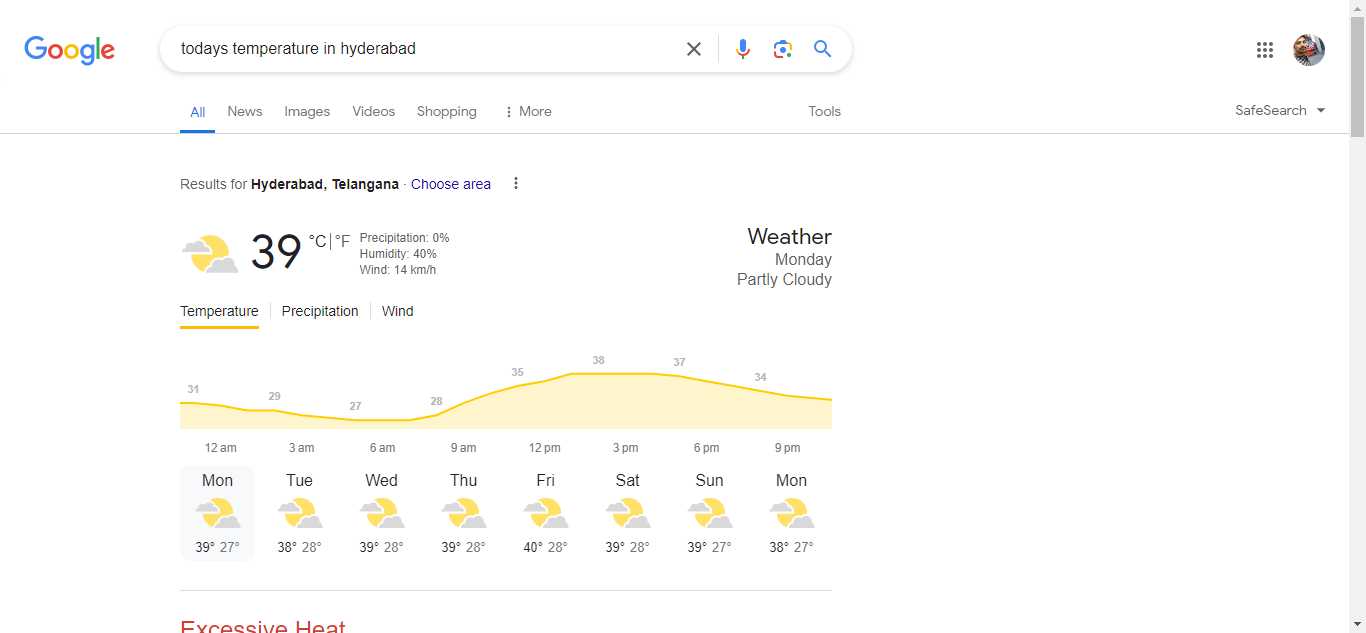 Google
todays temperature in hyderabad
All News Images Videos Shopping More Tools SafeSearch
Results for Hyderabad, Telangana · Choose area
39 °C | °F
Precipitation: 0%
Humidity: 40%
Wind: 14 km/h
Weather
Monday
Partly Cloudy
Temperature Precipitation Wind
31 29 27 28 35 38 37 34
12 am 3 am 6 am 9 am 12 pm 3 pm 6 pm 9 pm
Mon Tue Wed Thu Fri Sat Sun Mon
39° 27° 38° 28° 39° 28° 39° 28° 40° 28° 39° 28° 39° 27° 38° 27°
Excessive Heat